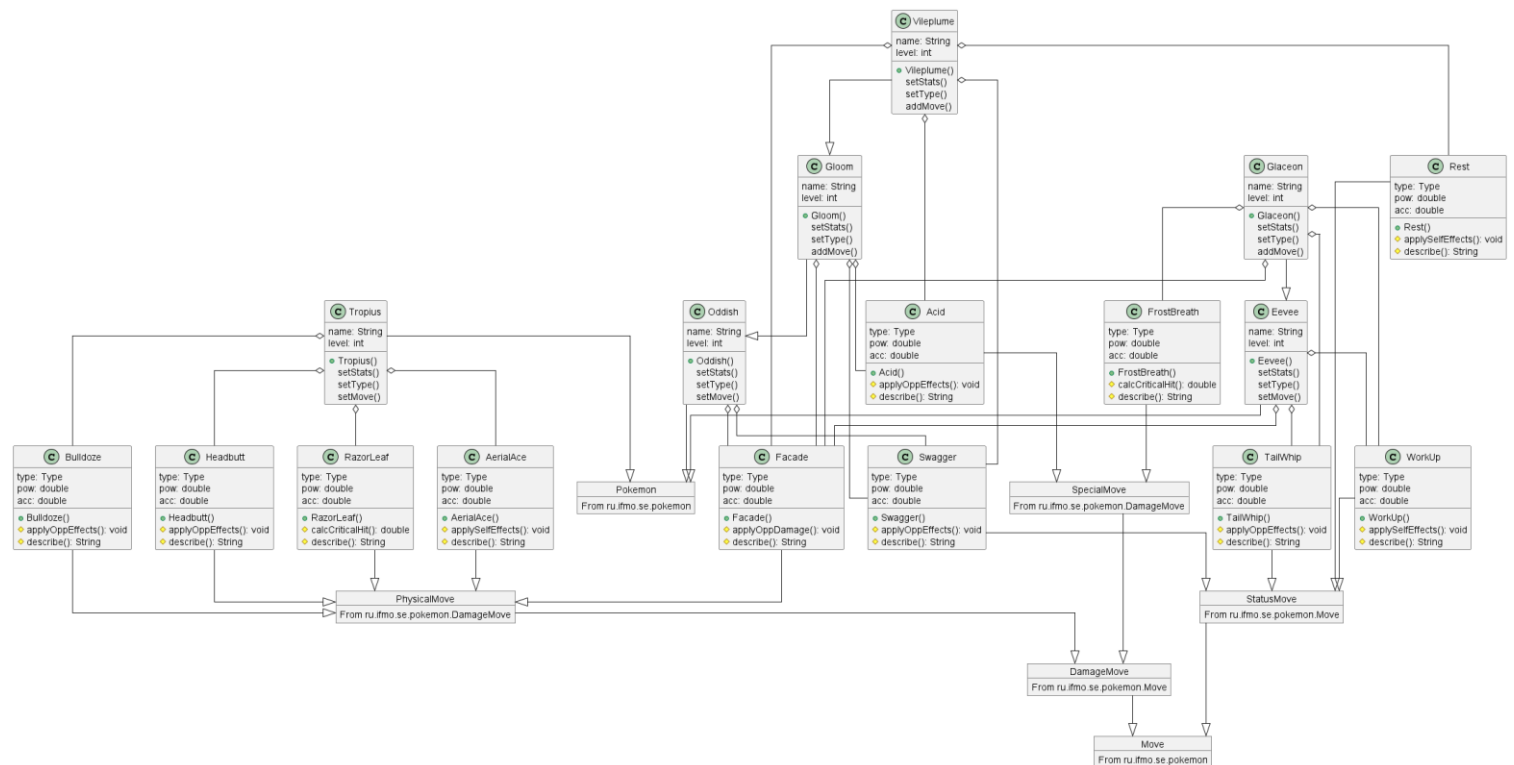 C Vileplume
name: String
level: int
Vileplume()
setStats()
setType()
addMove()
C Gloom
name: String
level: int
Gloom()
setStats()
setType()
addMove()
C Glaceon
name: String
level: int
Glaceon()
setStats()
setType()
addMove()
C Rest
type: Type
pow: double
acc: double
Rest()
applySelfEffects(): void
describe(): String
C Tropius
name: String
level: int
Tropius()
setStats()
setType()
setMove()
C Oddish
name: String
level: int
Oddish()
setStats()
setType()
setMove()
C Acid
type: Type
pow: double
acc: double
Acid()
applyOppEffects(): void
describe(): String
C FrostBreath
type: Type
pow: double
acc: double
FrostBreath()
calcCriticalHit(): double
describe(): String
C Eevee
name: String
level: int
Eevee()
setStats()
setType()
setMove()
C Bulldoze
type: Type
pow: double
acc: double
Bulldoze()
applyOppEffects(): void
describe(): String
C Headbutt
type: Type
pow: double
acc: double
Headbutt()
applyOppEffects(): void
describe(): String
C RazorLeaf
type: Type
pow: double
acc: double
RazorLeaf()
calcCriticalHit(): double
describe(): String
C AerialAce
type: Type
pow: double
acc: double
AerialAce()
applySelfEffects(): void
describe(): String
Pokemon
From ru.ifmo.se.pokemon
C Facade
type: Type
pow: double
acc: double
Facade()
applyOppDamage(): void
describe(): String
C Swagger
type: Type
pow: double
acc: double
Swagger()
applyOppEffects(): void
describe(): String
SpecialMove
From ru.ifmo.se.pokemon.DamageMove
C TailWhip
type: Type
pow: double
acc: double
TailWhip()
applyOppEffects(): void
describe(): String
C WorkUp
type: Type
pow: double
acc: double
WorkUp()
applySelfEffects(): void
describe(): String
PhysicalMove
From ru.ifmo.se.pokemon.DamageMove
StatusMove
From ru.ifmo.se.pokemon.Move
DamageMove
From ru.ifmo.se.pokemon.Move
Move
From ru.ifmo.se.pokemon